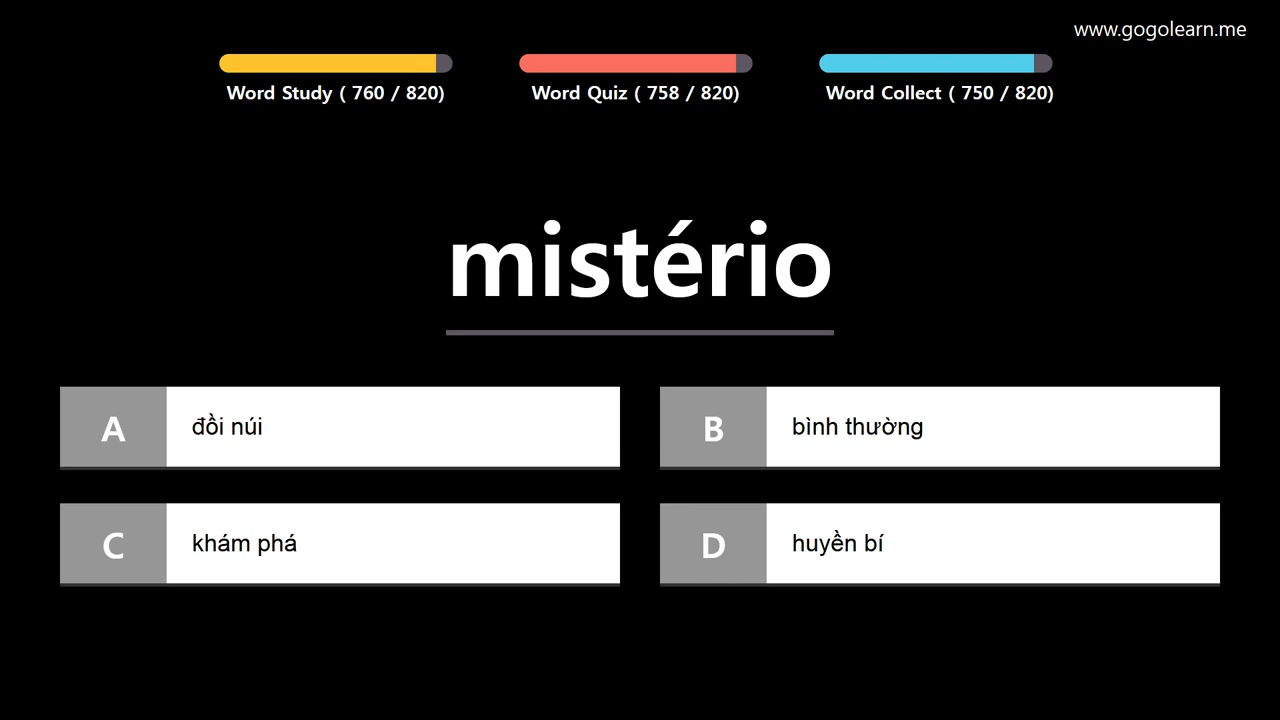 www.gogolearn.me
Word Study ( 760 / 820)
Word Quiz ( 758 / 820)
Word Collect ( 750 / 820)
mistério
A đồi núi
B bình thường
C khám phá
D huyền bí